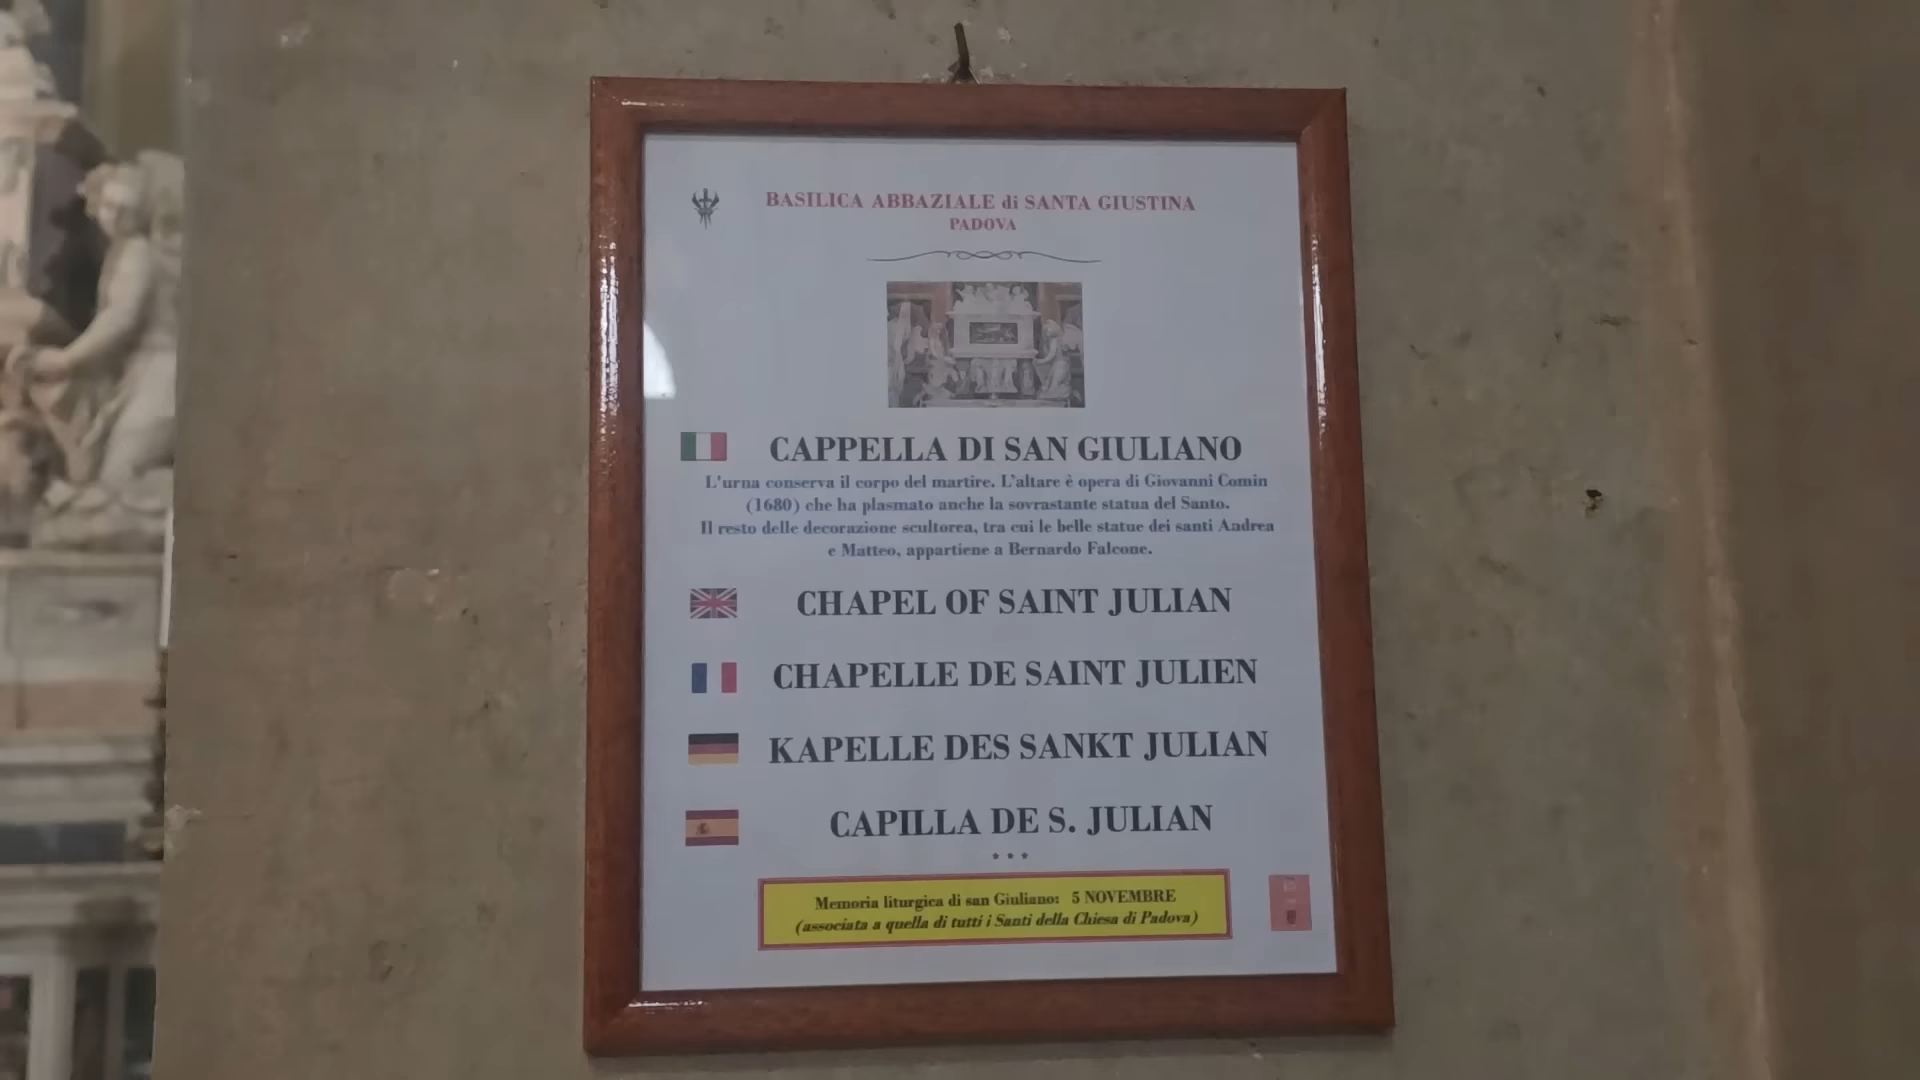 BASILICA ABBAZIALE di SANTA GIUSTINA
PADOVA
CAPPELLA DI SAN GIULIANO
L'urna conserva il corpo del martire. L'altare è opera di Giovanni Comin
(1680) che ha plasmato anche la sovrastante statua del Santo.
Il resto delle decorazione scultorea, tra cui le belle statue dei santi Andrea
e Matteo, appartiene a Bernardo Falcone.
CHAPEL OF SAINT JULIAN
CHAPELLE DE SAINT JULIEN
KAPELLE DES SANKT JULIAN
CAPILLA DE S. JULIAN
* * *
Memoria liturgica di san Giuliano: 5 NOVEMBRE
(associata a quella di tutti i Santi della Chiesa di Padova)